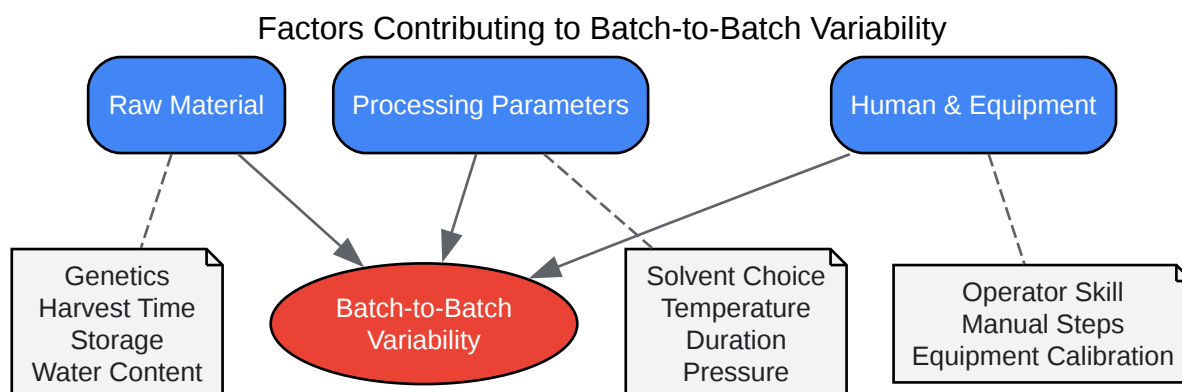 Factors Contributing to Batch-to-Batch Variability
Raw Material
Processing Parameters
Human & Equipment
Genetics
Harvest Time
Storage
Water Content
Batch-to-Batch
Variability
Solvent Choice
Temperature
Duration
Pressure
Operator Skill
Manual Steps
Equipment Calibration